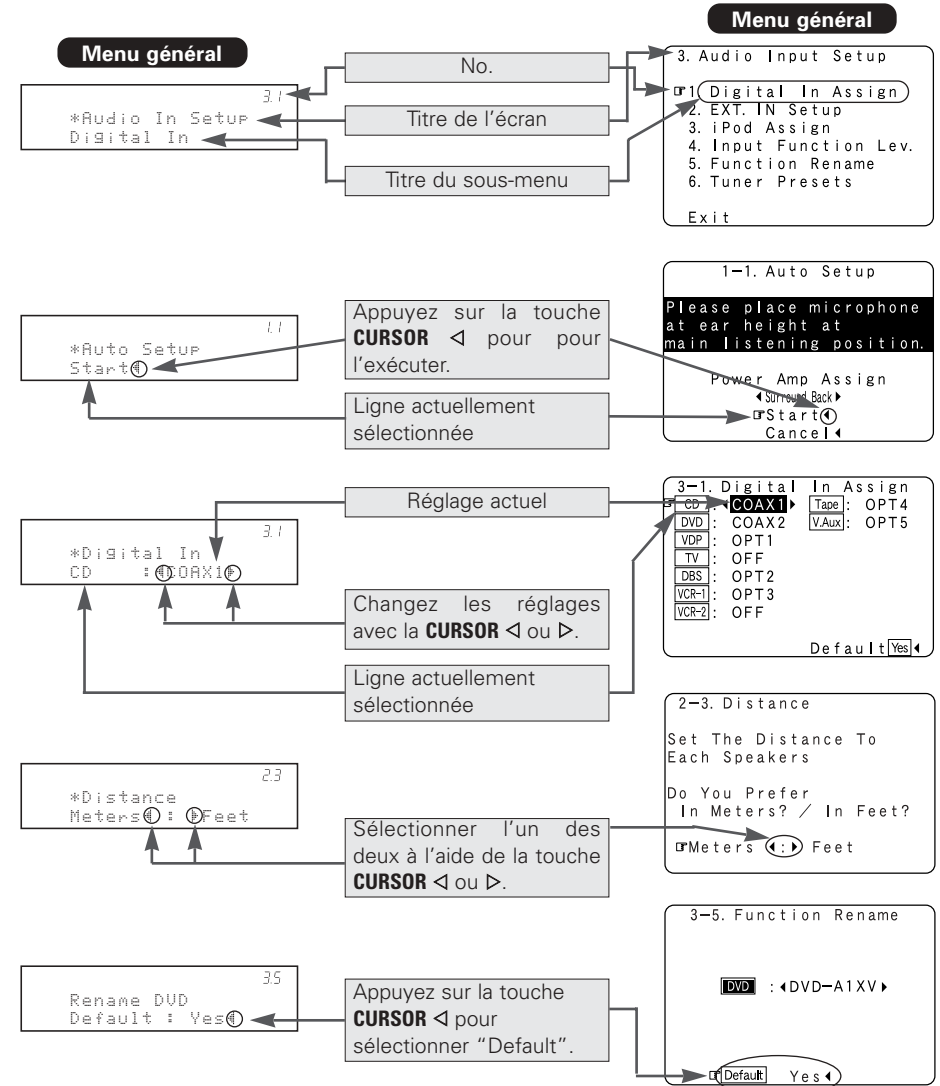 Menu général
Menu général
3.1
*Audio In Setup
Digital In
No.
Titre de l'écran
Titre du sous-menu
3. Audio Input Setup
☞1. Digital In Assign
2. EXT. IN Setup
3. iPod Assign
4. Input Function Lev.
5. Function Rename
6. Tuner Presets
Exit
1.1
*Auto Setup
Start◀
Appuyez sur la touche
CURSOR ◁ pour pour
l'exécuter.
Ligne actuellement
sélectionnée
1-1. Auto Setup
Please place microphone
at ear height at
main listening position.
Power Amp Assign
◀Surround Back▶
☞Start◀
Cancel◀
3.1
*Digital In
CD :◀COAX1▶
Réglage actuel
Changez les réglages
avec la CURSOR ◁ ou ▷.
Ligne actuellement
sélectionnée
3-1. Digital In Assign
☞CD :◀COAX1▶ Tape: OPT4
DVD : COAX2 V.Aux: OPT5
VDP : OPT1
TV : OFF
DBS : OPT2
VCR-1 : OPT3
VCR-2 : OFF
Default Yes◀
2.3
*Distance
Meters◀ : ▶Feet
Sélectionner l'un des
deux à l'aide de la touche
CURSOR ◁ ou ▷.
2-3. Distance
Set The Distance To
Each Speakers
Do You Prefer
In Meters? / In Feet?
☞Meters ◀:▶ Feet
3.5
Rename DVD
Default : Yes◀
Appuyez sur la touche
CURSOR ◁ pour
sélectionner “Default”.
3-5. Function Rename
DVD :◀DVD-A1XV▶
☞Default Yes◀